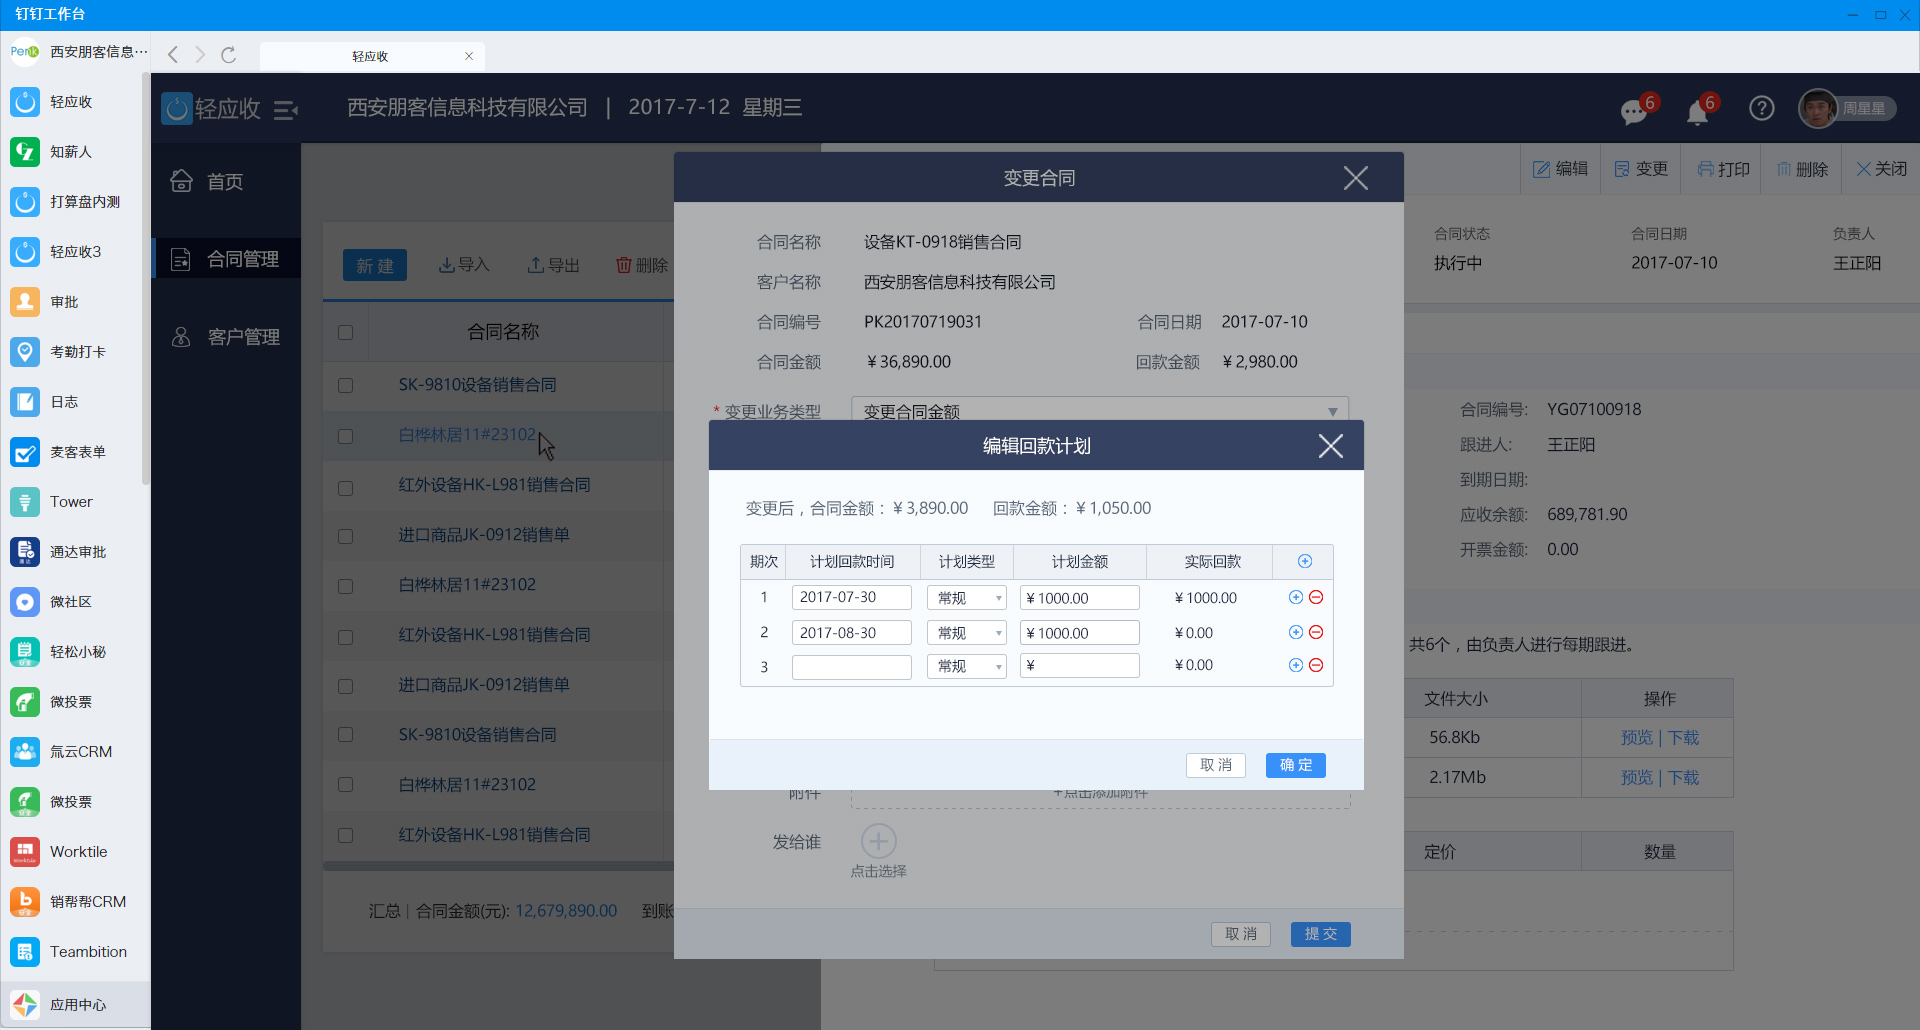 钉钉工作台
西安朋客信息···
轻应收
轻应收
知薪人
打算盘内测
轻应收3
审批
考勤打卡
日志
麦客表单
Tower
通达审批
微社区
轻松小秘
微投票
氚云CRM
微投票
Worktile
销帮帮CRM
Teambition
应用中心
轻应收
西安朋客信息科技有限公司 | 2017-7-12 星期三
6
6
周星星
首页
合同管理
客户管理
新 建
导入
导出
删除
合同名称
SK-9810设备销售合同
白桦林居11#23102
红外设备HK-L981销售合同
进口商品JK-0912销售单
白桦林居11#23102
红外设备HK-L981销售合同
进口商品JK-0912销售单
SK-9810设备销售合同
白桦林居11#23102
红外设备HK-L981销售合同
汇总 | 合同金额(元): 12,679,890.00 到账
编辑
变更
打印
删除
关闭
合同状态 合同日期 负责人
执行中 2017-07-10 王正阳
合同编号: YG07100918
跟进人: 王正阳
到期日期:
应收余额: 689,781.90
开票金额: 0.00
共6个，由负责人进行每期跟进。
文件大小 操作
56.8Kb 预览 | 下载
2.17Mb 预览 | 下载
定价 数量
变更合同
合同名称 设备KT-0918销售合同
客户名称 西安朋客信息科技有限公司
合同编号 PK20170719031 合同日期 2017-07-10
合同金额 ¥36,890.00 回款金额 ¥2,980.00
* 变更业务类型 变更合同金额
编辑回款计划
变更后，合同金额：¥3,890.00 回款金额：¥1,050.00
期次 计划回款时间 计划类型 计划金额 实际回款
1 2017-07-30 常规 ¥1000.00 ¥1000.00
2 2017-08-30 常规 ¥1000.00 ¥0.00
3 常规 ¥ ¥0.00
取 消 确 定
附件 +点击添加附件
发给谁
点击选择
取 消 提 交